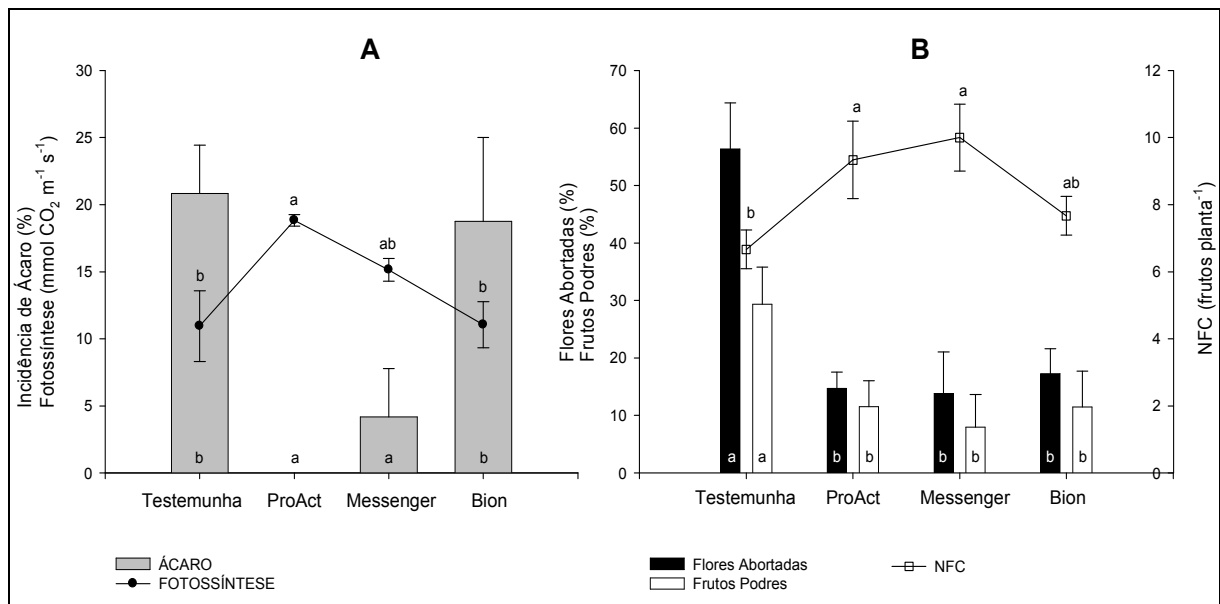 A
Incidência de Ácaro (%)
Fotossíntese (mmol CO2 m-1 s-1)
30
25
20
15
10
5
0
b
a
ab
b
b
a
a
b
Testemunha
ProAct
Messenger
Bion
ÁCARO
FOTOSSÍNTESE
B
Flores Abortadas (%)
Frutos Podres (%)
70
60
50
40
30
20
10
0
b
a
a
ab
a
a
b
b
b
b
b
b
Testemunha
ProAct
Messenger
Bion
12
10
8
6
4
2
0
NFC (frutos planta-1)
Flores Abortadas
Frutos Podres
NFC